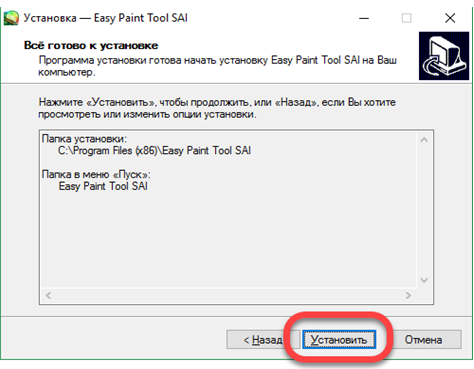 Установка — Easy Paint Tool SAI
Всё готово к установке
Программа установки готова начать установку Easy Paint Tool SAI на Ваш
компьютер.
Нажмите «Установить», чтобы продолжить, или «Назад», если Вы хотите
просмотреть или изменить опции установки.
Папка установки:
C:\Program Files (x86)\Easy Paint Tool SAI
Папка в меню «Пуск»:
Easy Paint Tool SAI
< Назад
Установить
Отмена